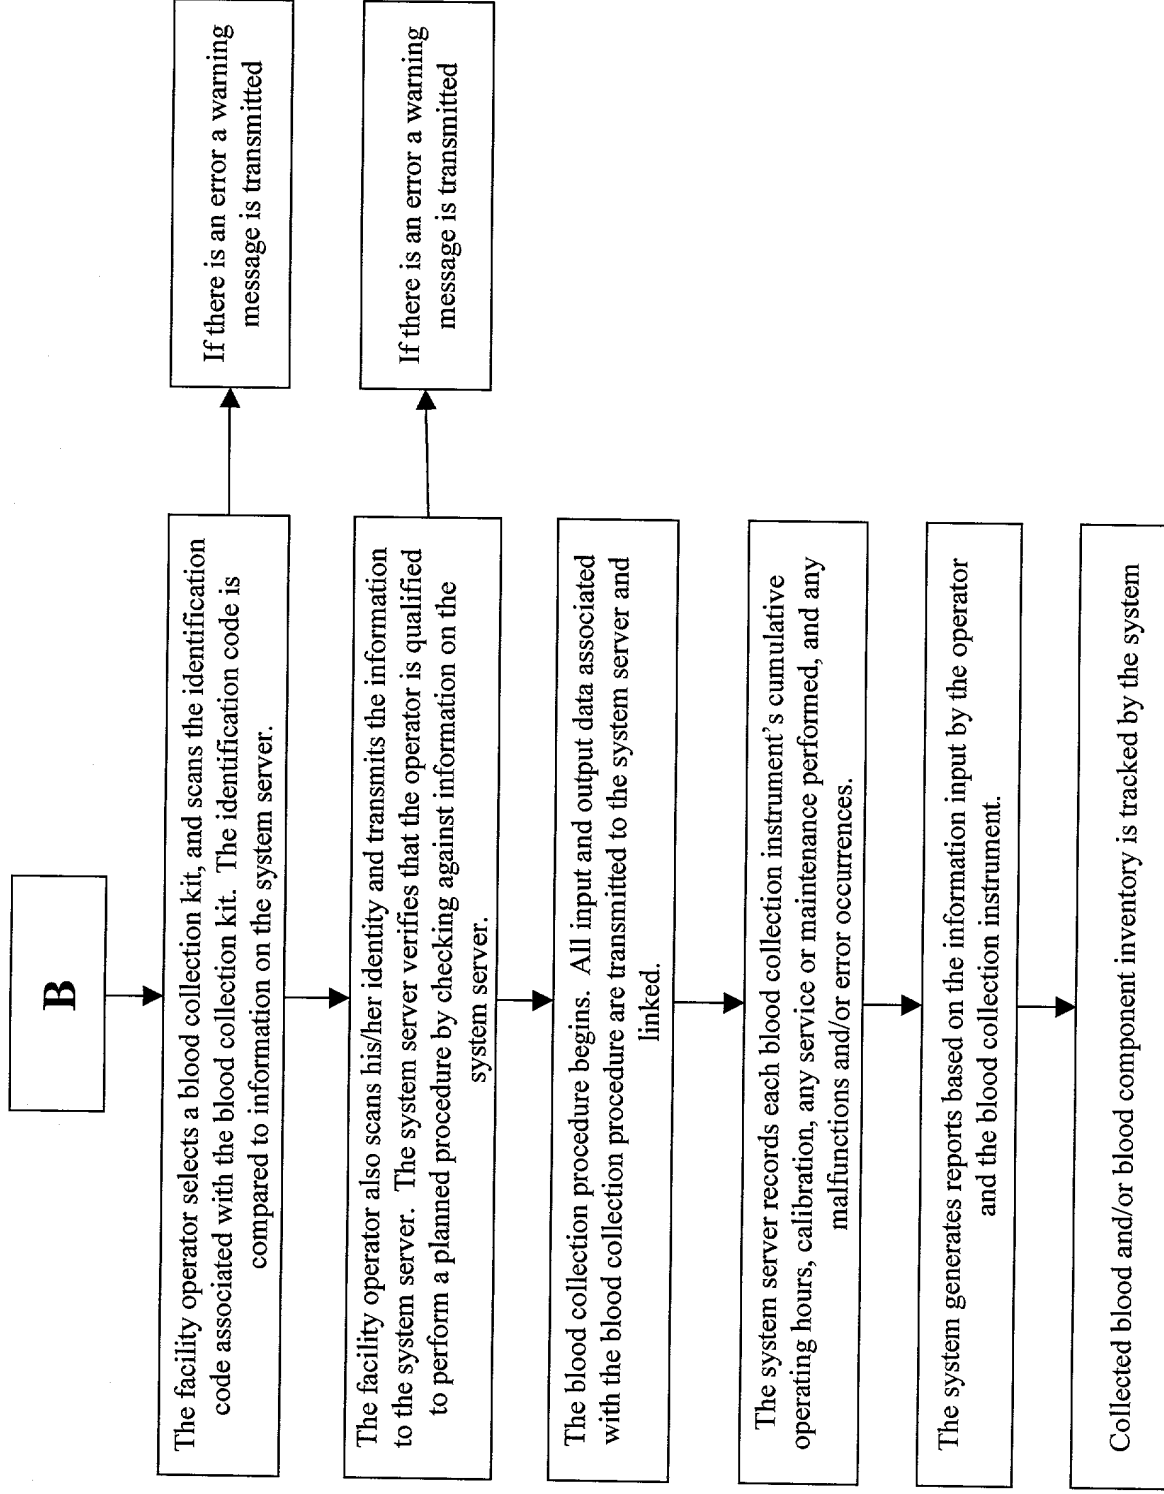 B
The facility operator selects a blood collection kit, and scans the identification
code associated with the blood collection kit.  The identification code is
compared to information on the system server.
If there is an error a warning
message is transmitted
The facility operator also scans his/her identity and transmits the information
to the system server.  The system server verifies that the operator is qualified
to perform a planned procedure by checking against information on the
system server.
If there is an error a warning
message is transmitted
The blood collection procedure begins.  All input and output data associated
with the blood collection procedure are transmitted to the system server and
linked.
The system server records each blood collection instrument's cumulative
operating hours, calibration, any service or maintenance performed, and any
malfunctions and/or error occurrences.
The system generates reports based on the information input by the operator
and the blood collection instrument.
Collected blood and/or blood component inventory is tracked by the system